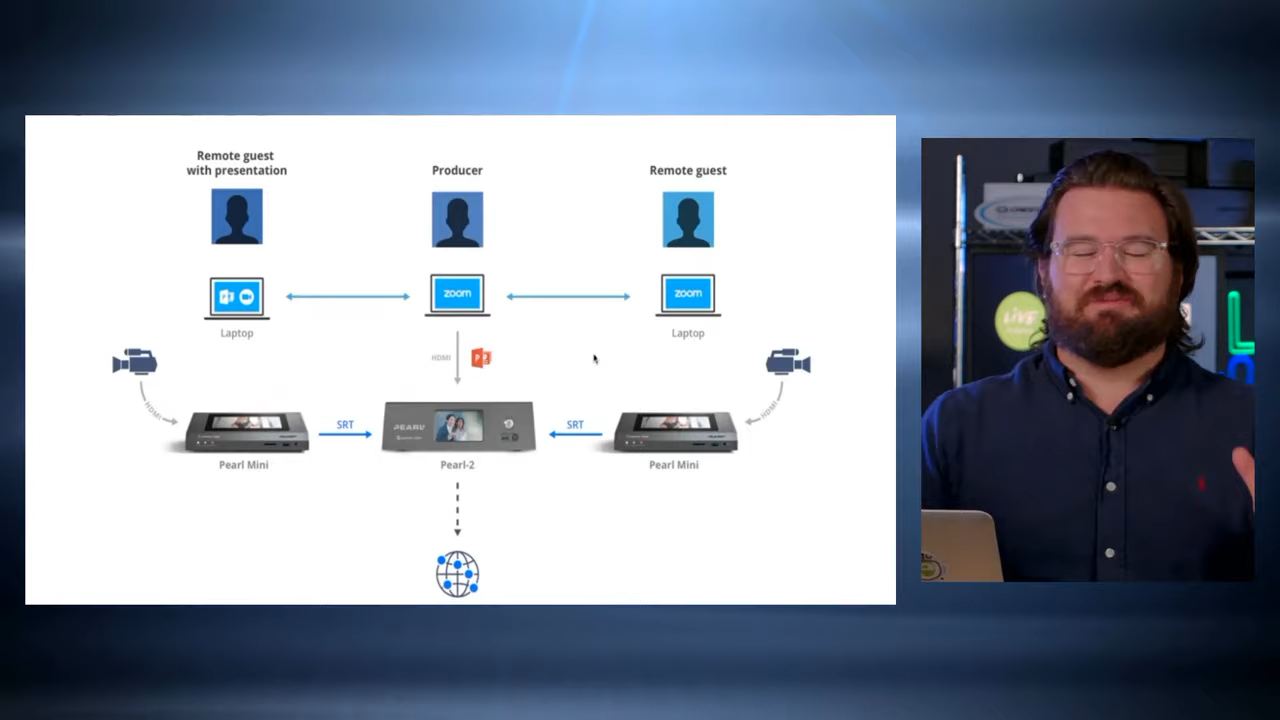 Remote guest
with presentation
Producer
Remote guest
zoom
zoom
Laptop
Laptop
HDMI
HDMI
HDMI
SRT
PEARL
SRT
Pearl Mini
Pearl-2
Pearl Mini
LiVE